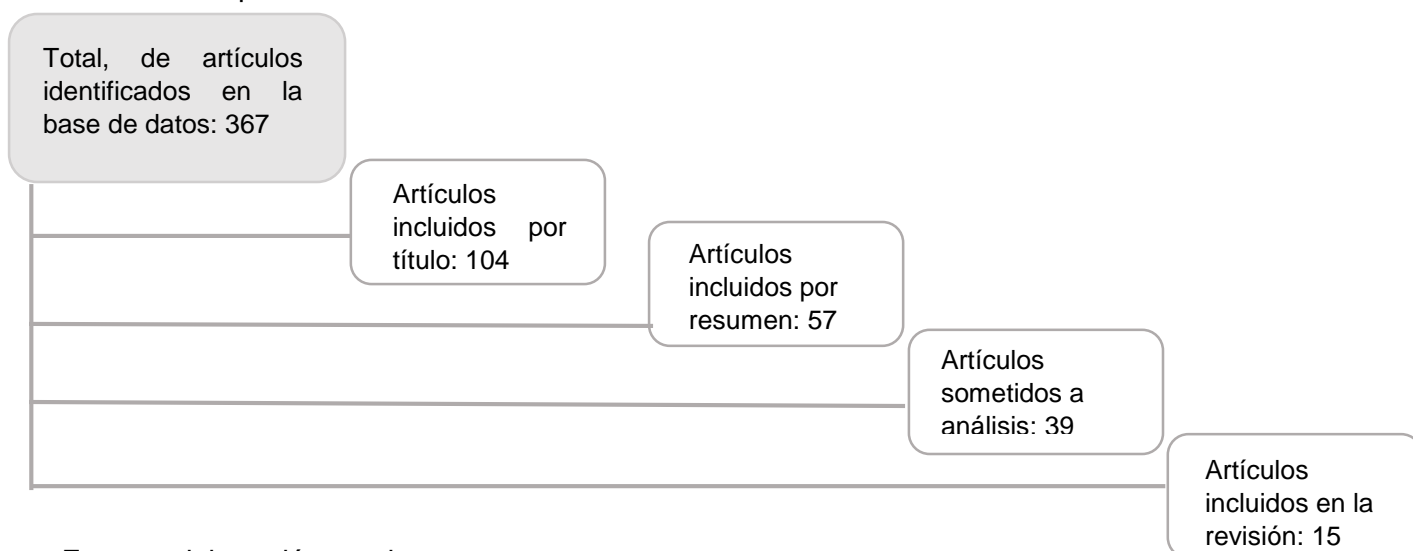 Total, de artículos
identificados en la
base de datos: 367
Artículos
incluidos por
título: 104
Artículos
incluidos por
resumen: 57
Artículos
sometidos a
análisis: 39
Artículos
incluidos en la
revisión: 15